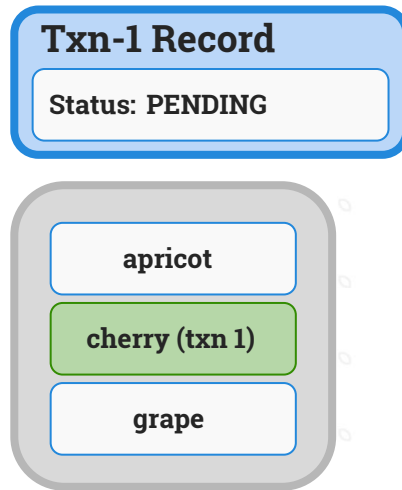 Txn-1 Record
Status: PENDING
apricot
cherry (txn 1)
grape